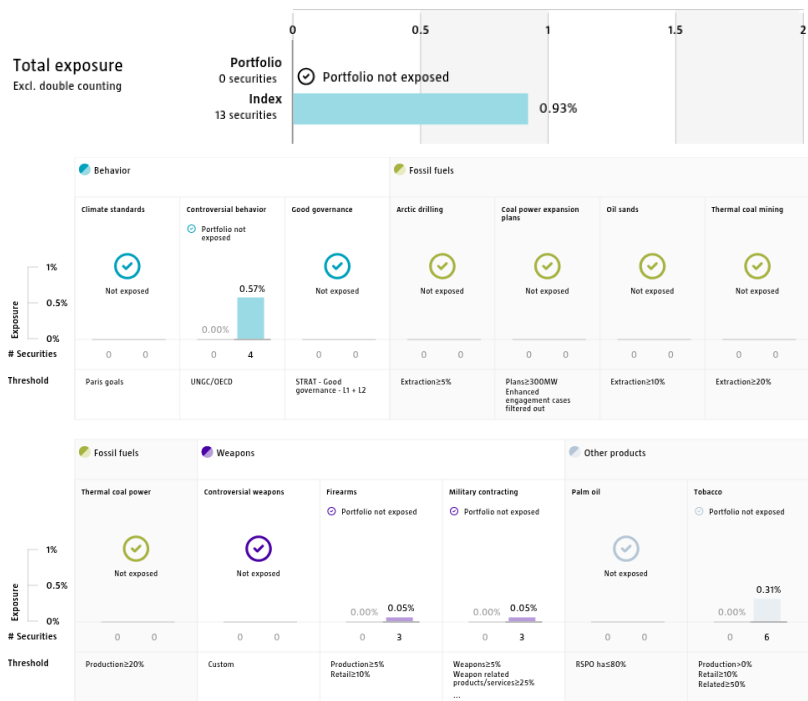 0 0.5 1 1.5 2
Total exposure
Excl. double counting
Portfolio
0 securities
Portfolio not exposed
Index
13 securities
0.93%
Behavior
Fossil fuels
Climate standards
Controversial behavior
Good governance
Arctic drilling
Coal power expansion
plans
Oil sands
Thermal coal mining
Portfolio not
exposed
Not exposed
Not exposed
Not exposed
Not exposed
Not exposed
Not exposed
Exposure
1%
0.5%
0%
0.00%
0.57%
# Securities
0 0 0 4 0 0 0 0 0 0 0 0 0 0
Threshold
Paris goals
UNGC/OECD
STRAT - Good
governance - L1 + L2
Extraction≥5%
Plans≥300MW
Enhanced
engagement cases
filtered out
Extraction≥10%
Extraction≥20%
Fossil fuels
Weapons
Other products
Thermal coal power
Controversial weapons
Firearms
Military contracting
Palm oil
Tobacco
Portfolio not exposed
Portfolio not exposed
Portfolio not exposed
Not exposed
Not exposed
Not exposed
Exposure
1%
0.5%
0%
0.00% 0.05%
0.00% 0.05%
0.00% 0.31%
# Securities
0 0 0 0 0 3 0 3 0 0 0 6
Threshold
Production≥20%
Custom
Production≥5%
Retail≥10%
Weapons≥5%
Weapon related
products/services≥25%
...
RSPO ha≤80%
Production>0%
Retail≥10%
Related≥50%